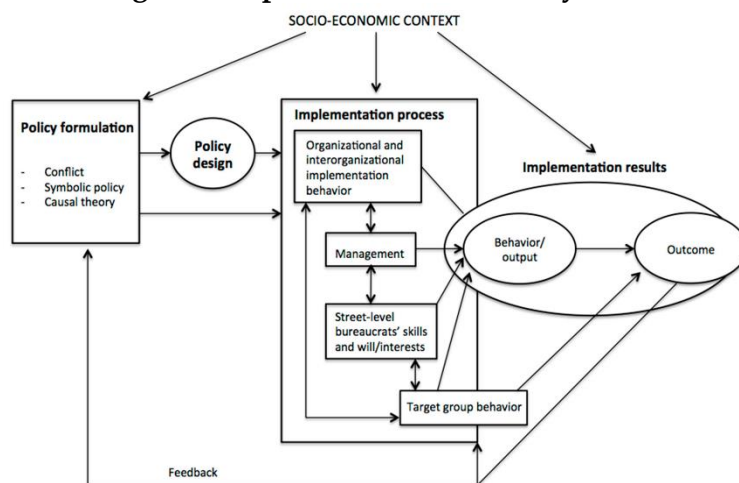 SOCIO-ECONOMIC CONTEXT
Policy formulation
- Conflict
- Symbolic policy
- Causal theory
Policy
design
Implementation process
Organizational and
interorganizational
implementation
behavior
Management
Street-level
bureaucrats' skills
and will/interests
Target group behavior
Implementation results
Behavior/
output
Outcome
Feedback